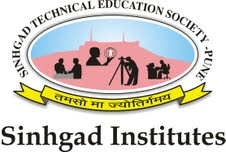 SINHGAD TECHNICAL EDUCATION SOCIETY - PUNE
तमसो मा ज्योतिर्गमय
Sinhgad Institutes